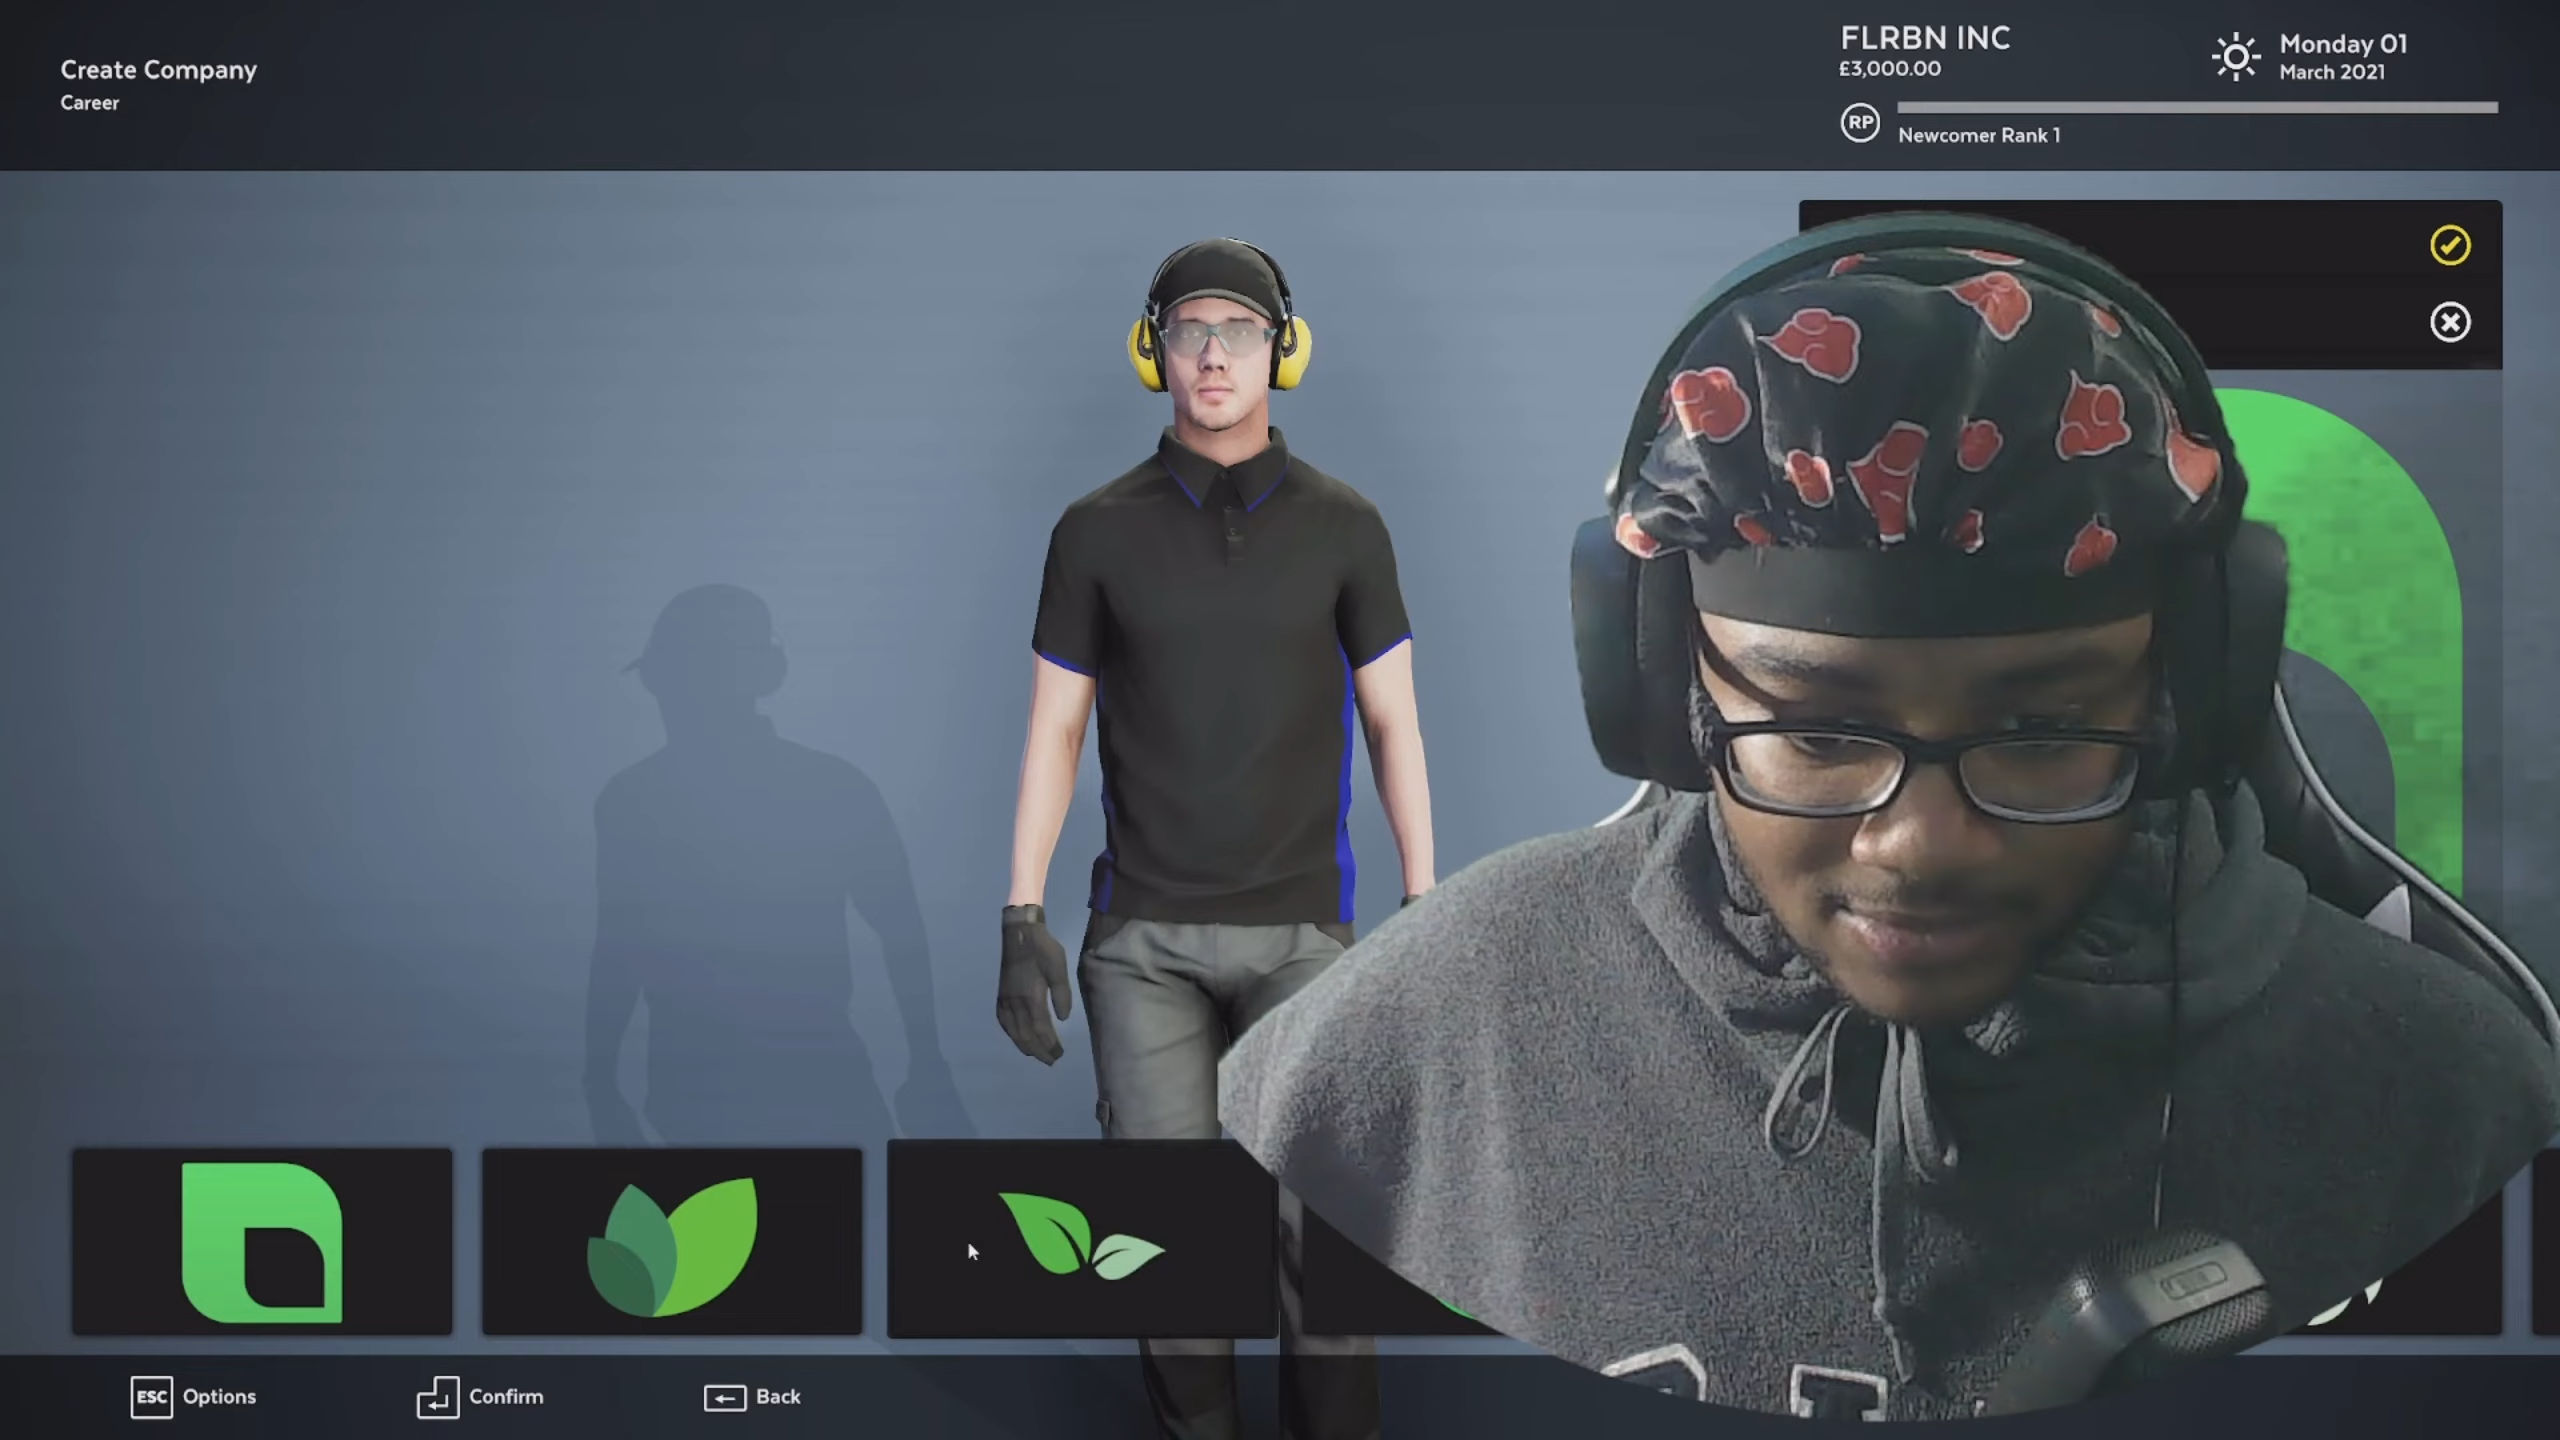 Create Company
Career
FLRBN INC
£3,000.00
Monday 01
March 2021
RP
Newcomer Rank 1
ESC Options
Confirm
Back